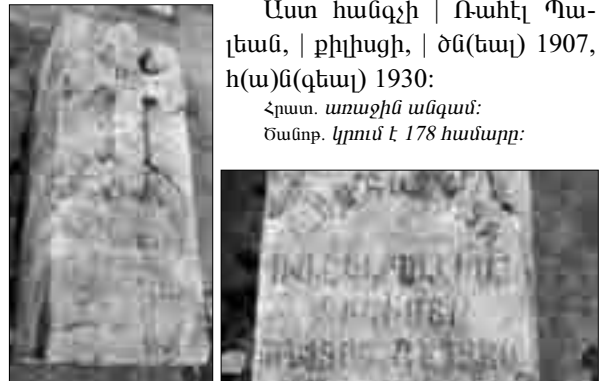 Աստ հանգչի | Ռահէլ Պա-
լեան, | քիլիսցի, | ծն(եալ) 1907,
հ(ա)ն(գեալ) 1930:
Հրատ. առաջին անգամ:
Ծանոթ. կրում է 178 համարը: